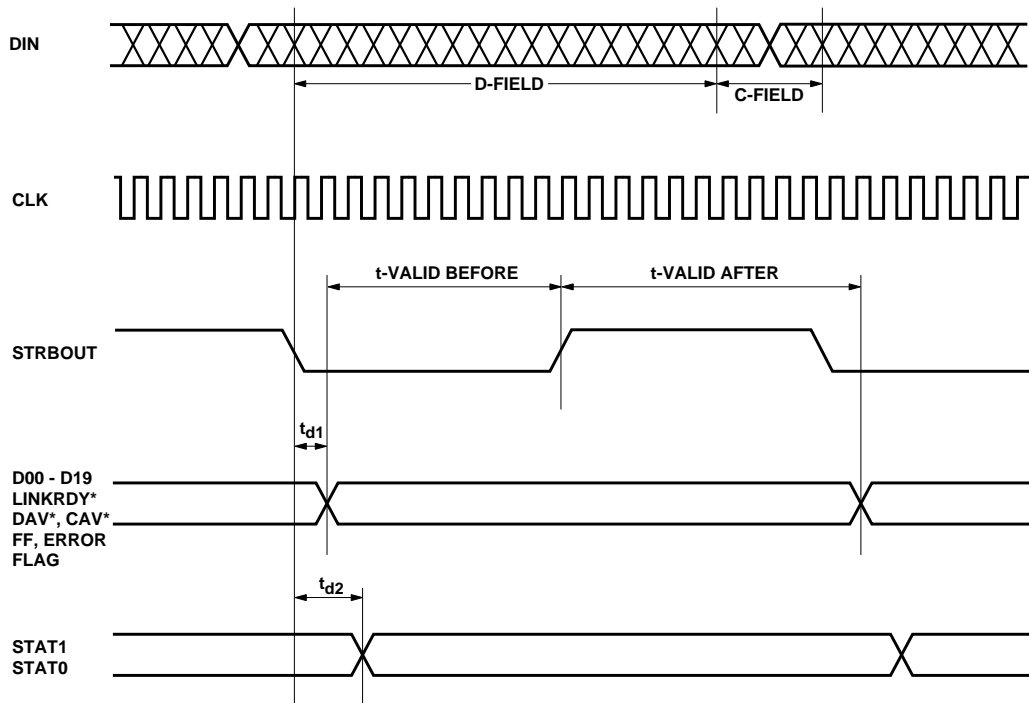 DIN
D-FIELD
C-FIELD
CLK
t-VALID BEFORE
t-VALID AFTER
STRBOUT
td1
D00 - D19
LINKRDY*
DAV*, CAV*
FF, ERROR
FLAG
td2
STAT1
STAT0